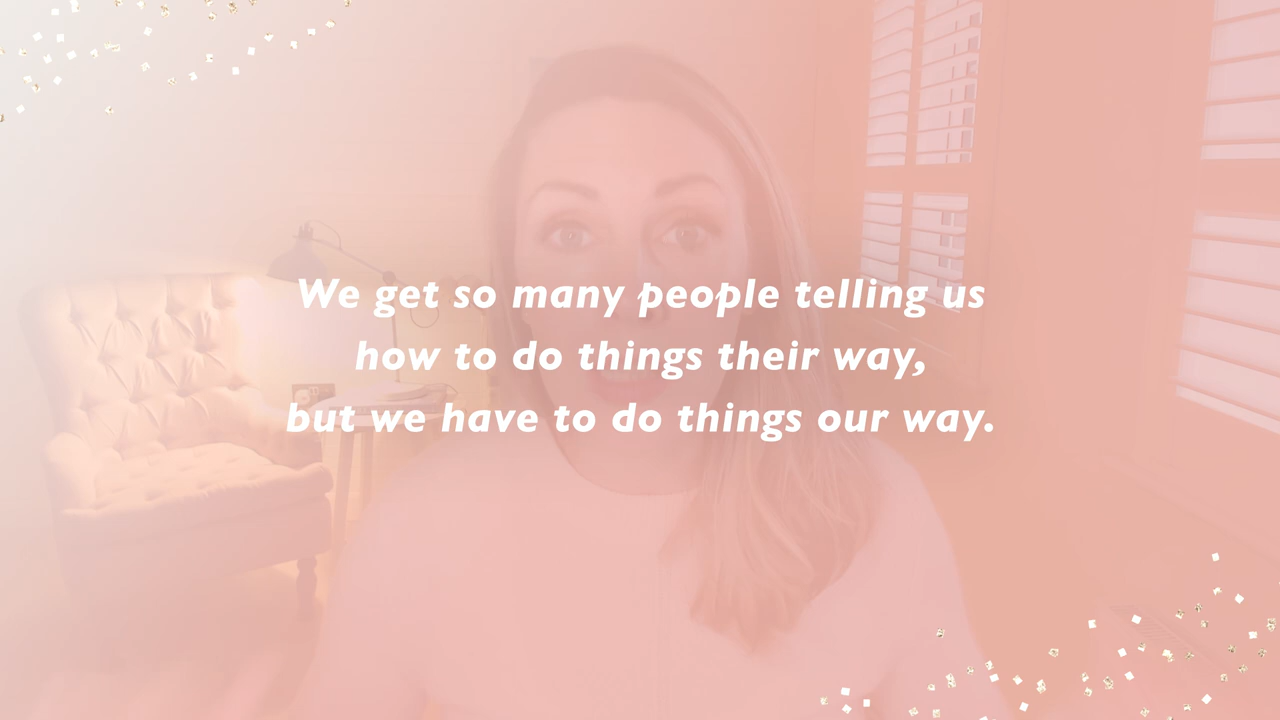 We get so many people telling us
how to do things their way,
but we have to do things our way.